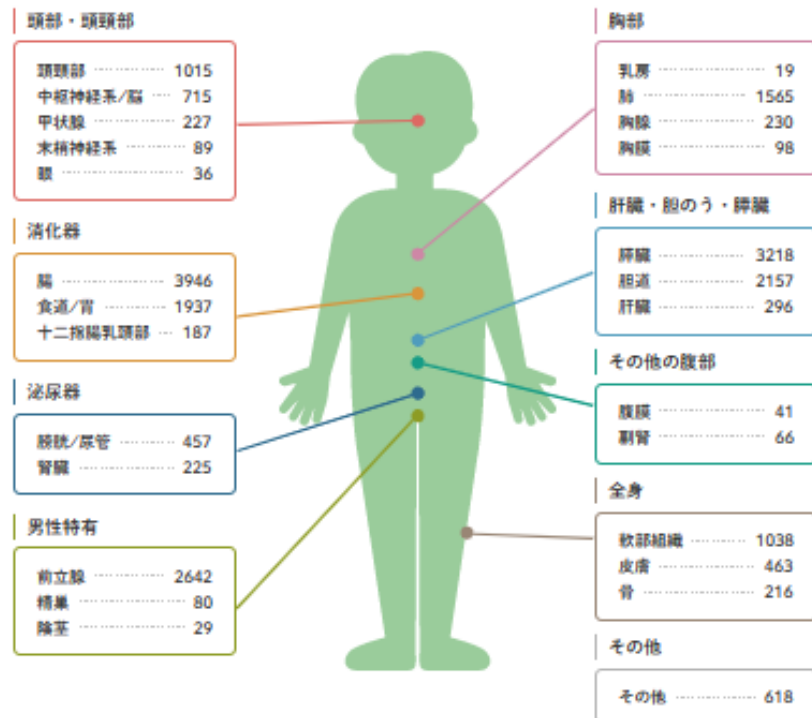 頭部・頭頸部
頭頸部 1015
中枢神経系/脳 715
甲状腺 227
末梢神経系 89
眼 36
消化器
腸 3946
食道/胃 1937
十二指腸乳頭部 187
泌尿器
膀胱/尿管 457
腎臓 225
男性特有
前立腺 2642
精巣 80
陰茎 29
胸部
乳房 19
肺 1565
胸腺 230
胸膜 98
肝臓・胆のう・膵臓
膵臓 3218
胆道 2157
肝臓 296
その他の腹部
腹膜 41
副腎 66
全身
軟部組織 1038
皮膚 463
骨 216
その他
その他 618